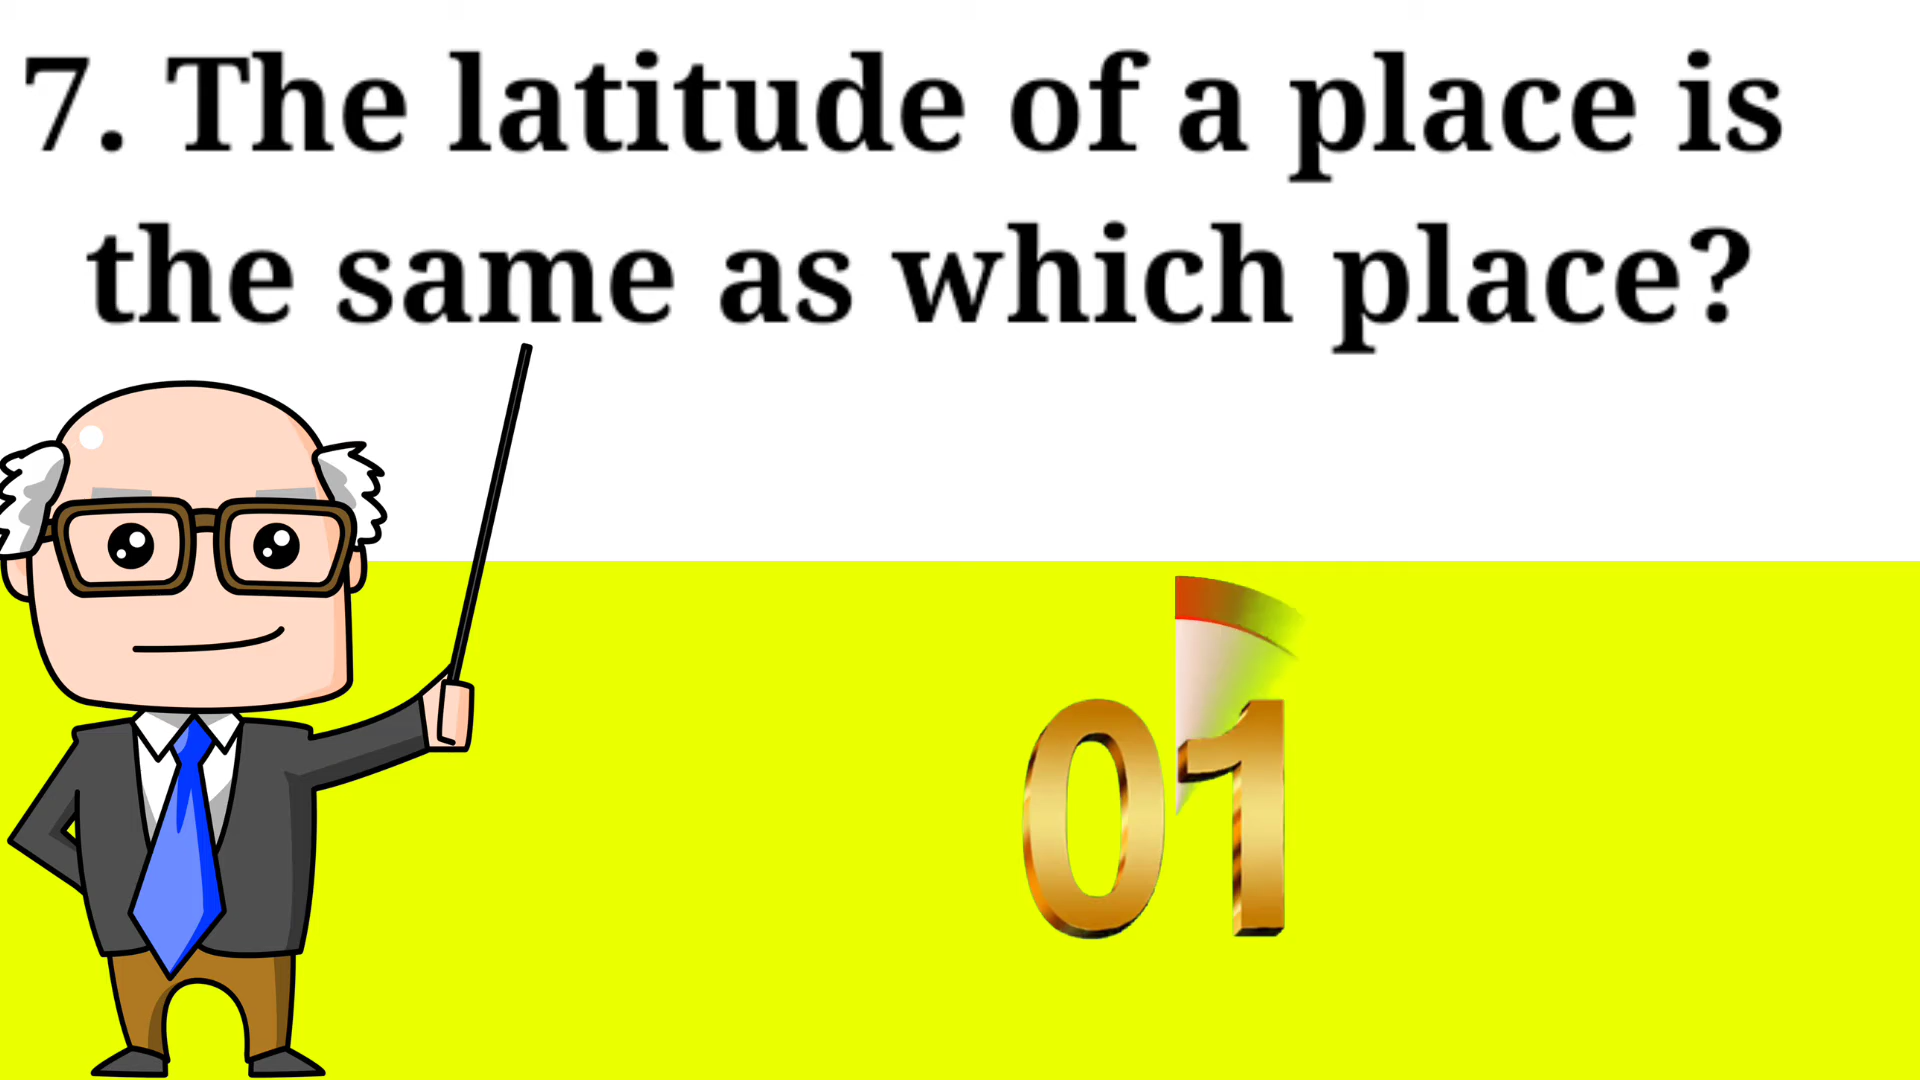 7. The latitude of a place is
the same as which place?
01